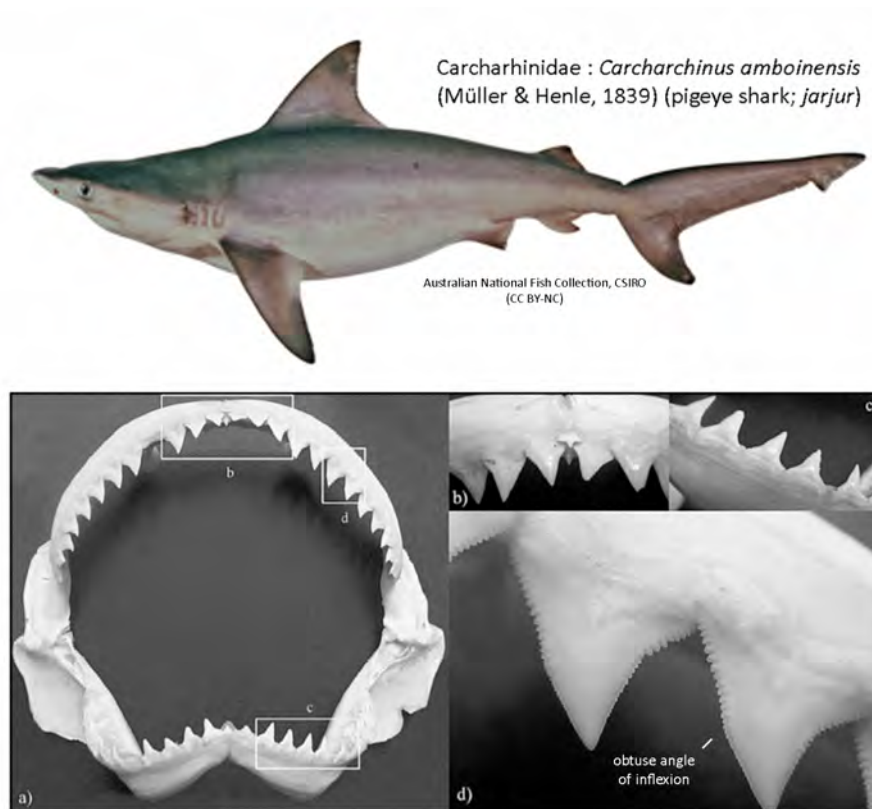 Carcharhinidae : Carcharchinus amboinensis
(Müller & Henle, 1839) (pigeye shark; jarjur)
Australian National Fish Collection, CSIRO
(CC BY-NC)
b
d
c
a)
b)
c
d)
obtuse angle
of inflexion